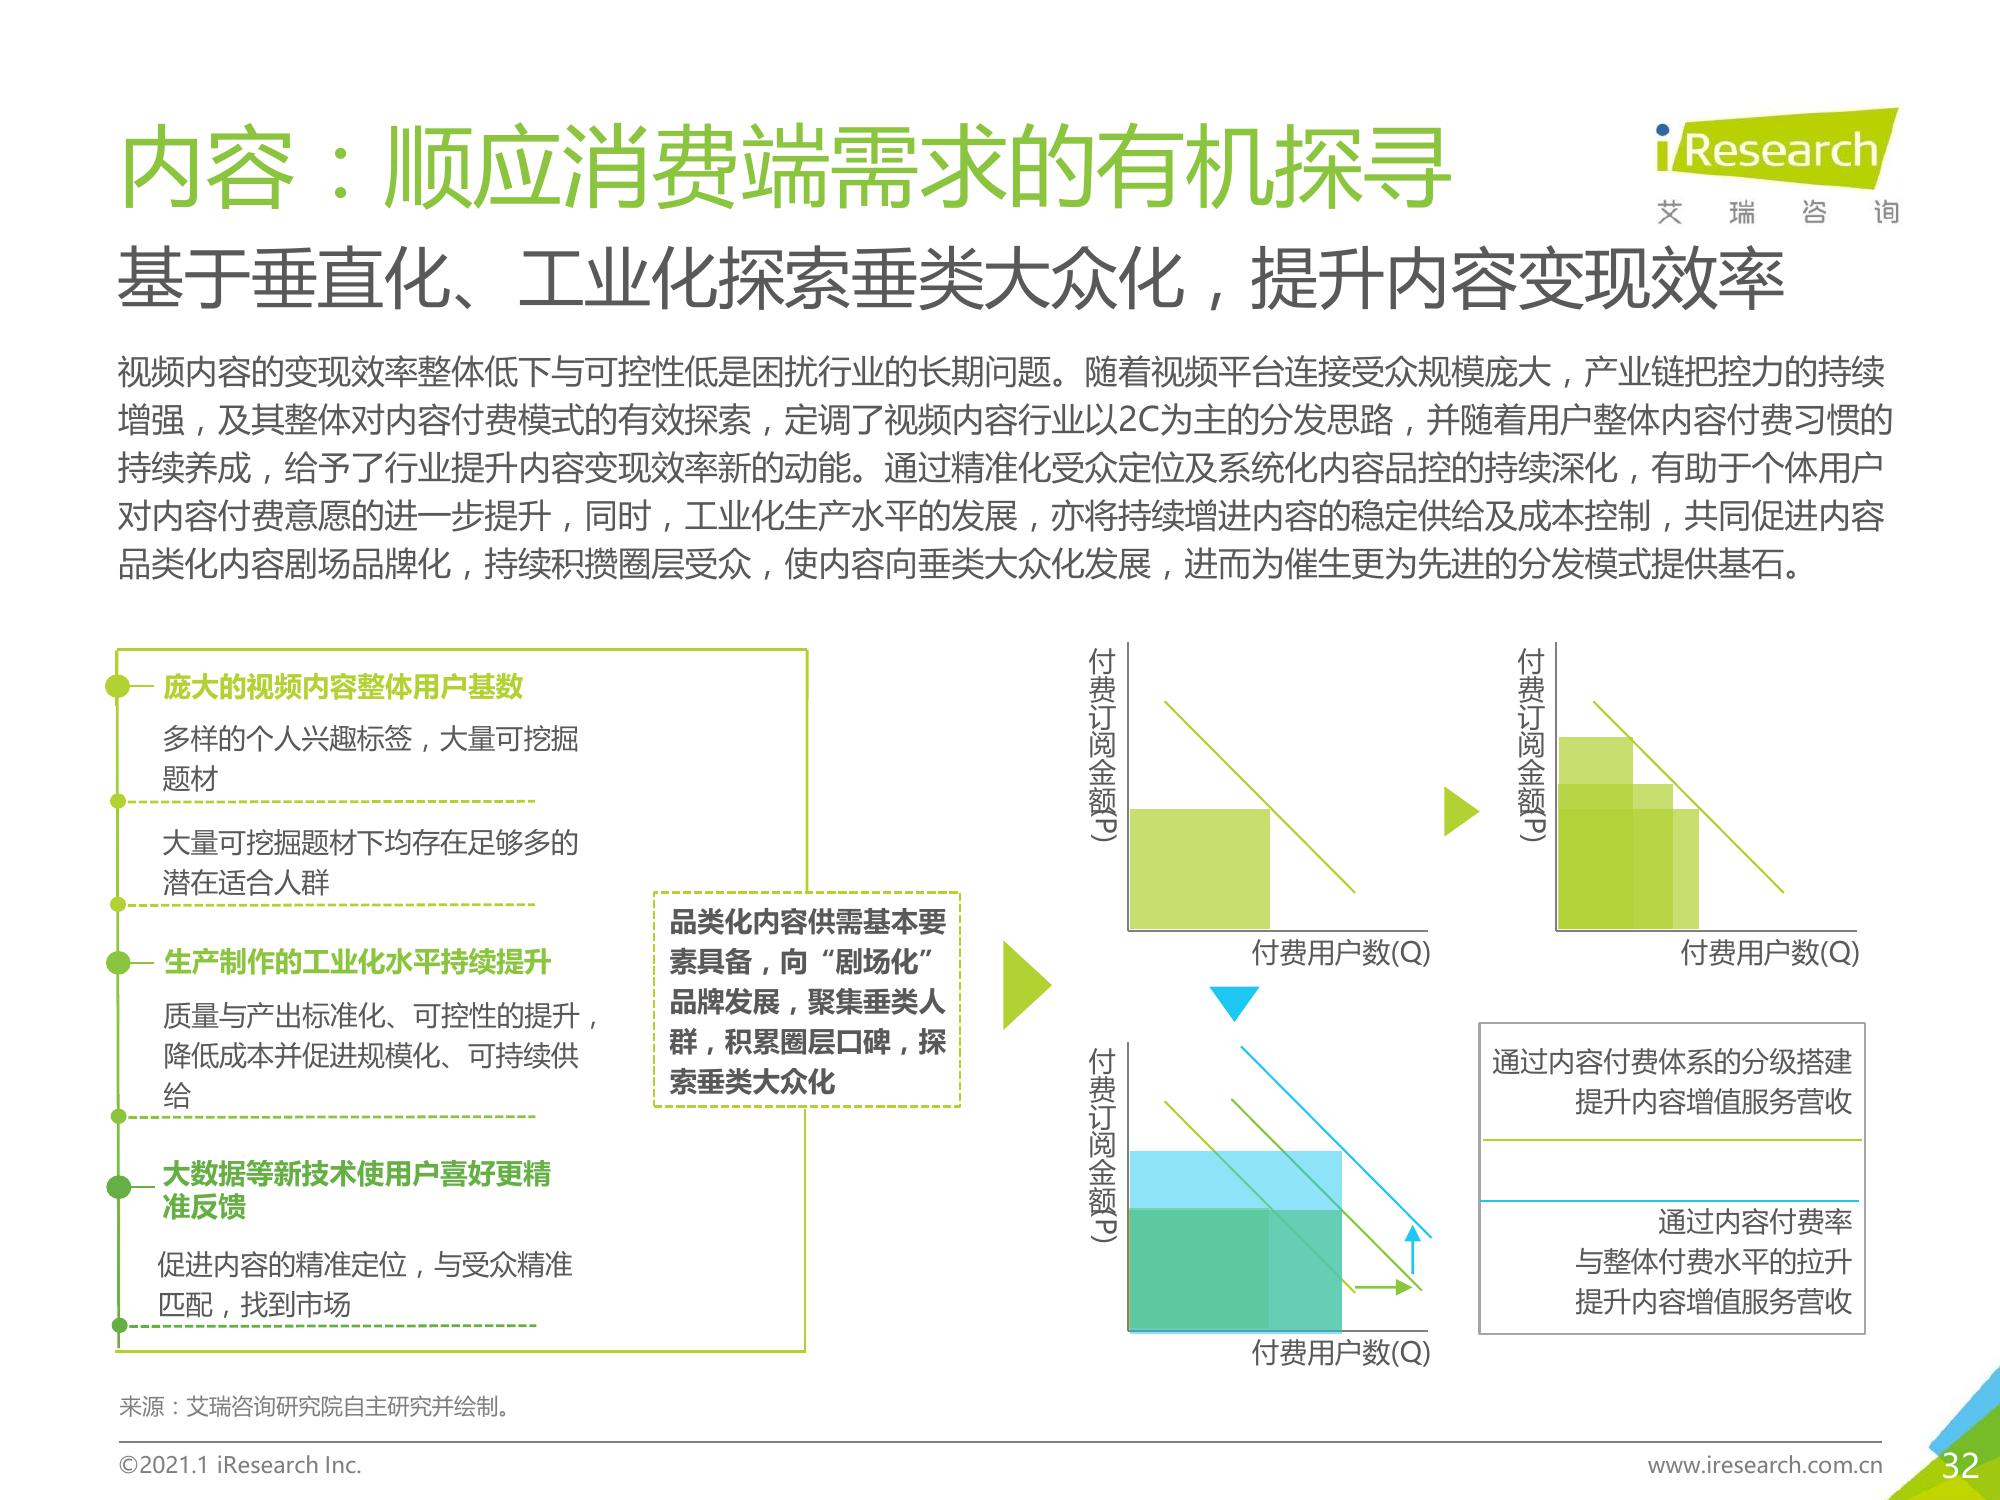 内容：顺应消费端需求的有机探寻
iResearch
艾瑞咨询
基于垂直化、工业化探索垂类大众化，提升内容变现效率
视频内容的变现效率整体低下与可控性低是困扰行业的长期问题。随着视频平台连接受众规模庞大，产业链把控力的持续
增强，及其整体对内容付费模式的有效探索，定调了视频内容行业以2C为主的分发思路，并随着用户整体内容付费习惯的
持续养成，给予了行业提升内容变现效率新的动能。通过精准化受众定位及系统化内容品控的持续深化，有助于个体用户
对内容付费意愿的进一步提升，同时，工业化生产水平的发展，亦将持续增进内容的稳定供给及成本控制，共同促进内容
品类化内容剧场品牌化，持续积攒圈层受众，使内容向垂类大众化发展，进而为催生更为先进的分发模式提供基石。
庞大的视频内容整体用户基数
多样的个人兴趣标签，大量可挖掘
题材
大量可挖掘题材下均存在足够多的
潜在适合人群
生产制作的工业化水平持续提升
质量与产出标准化、可控性的提升，
降低成本并促进规模化、可持续供
给
大数据等新技术使用户喜好更精
准反馈
促进内容的精准定位，与受众精准
匹配，找到市场
品类化内容供需基本要
素具备，向“剧场化”
品牌发展，聚集垂类人
群，积累圈层口碑，探
索垂类大众化
付费订阅金额(P)
付费用户数(Q)
付费订阅金额(P)
付费用户数(Q)
付费订阅金额(P)
付费用户数(Q)
通过内容付费体系的分级搭建
提升内容增值服务营收
通过内容付费率
与整体付费水平的拉升
提升内容增值服务营收
来源：艾瑞咨询研究院自主研究并绘制。
©2021.1 iResearch Inc.
www.iresearch.com.cn
32